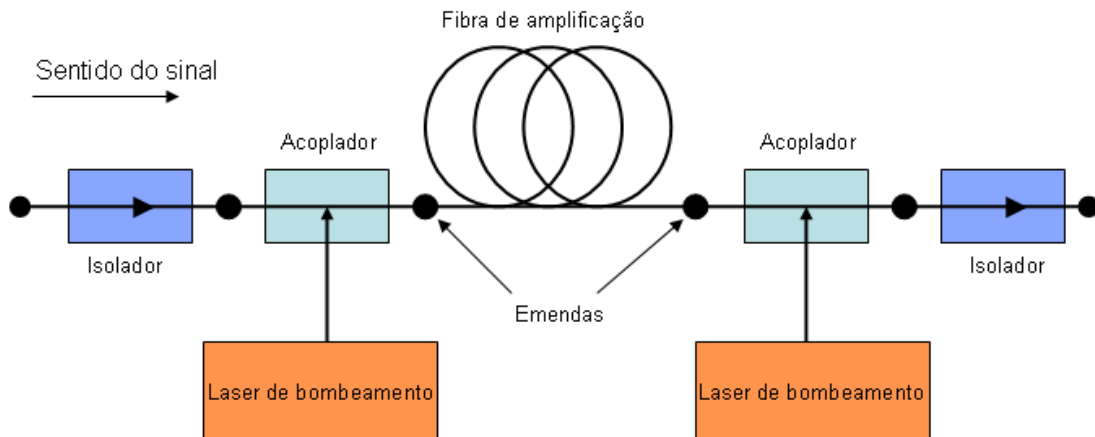 Fibra de amplificação
Sentido do sinal
Acoplador
Acoplador
Isolador
Isolador
Emendas
Laser de bombeamento
Laser de bombeamento